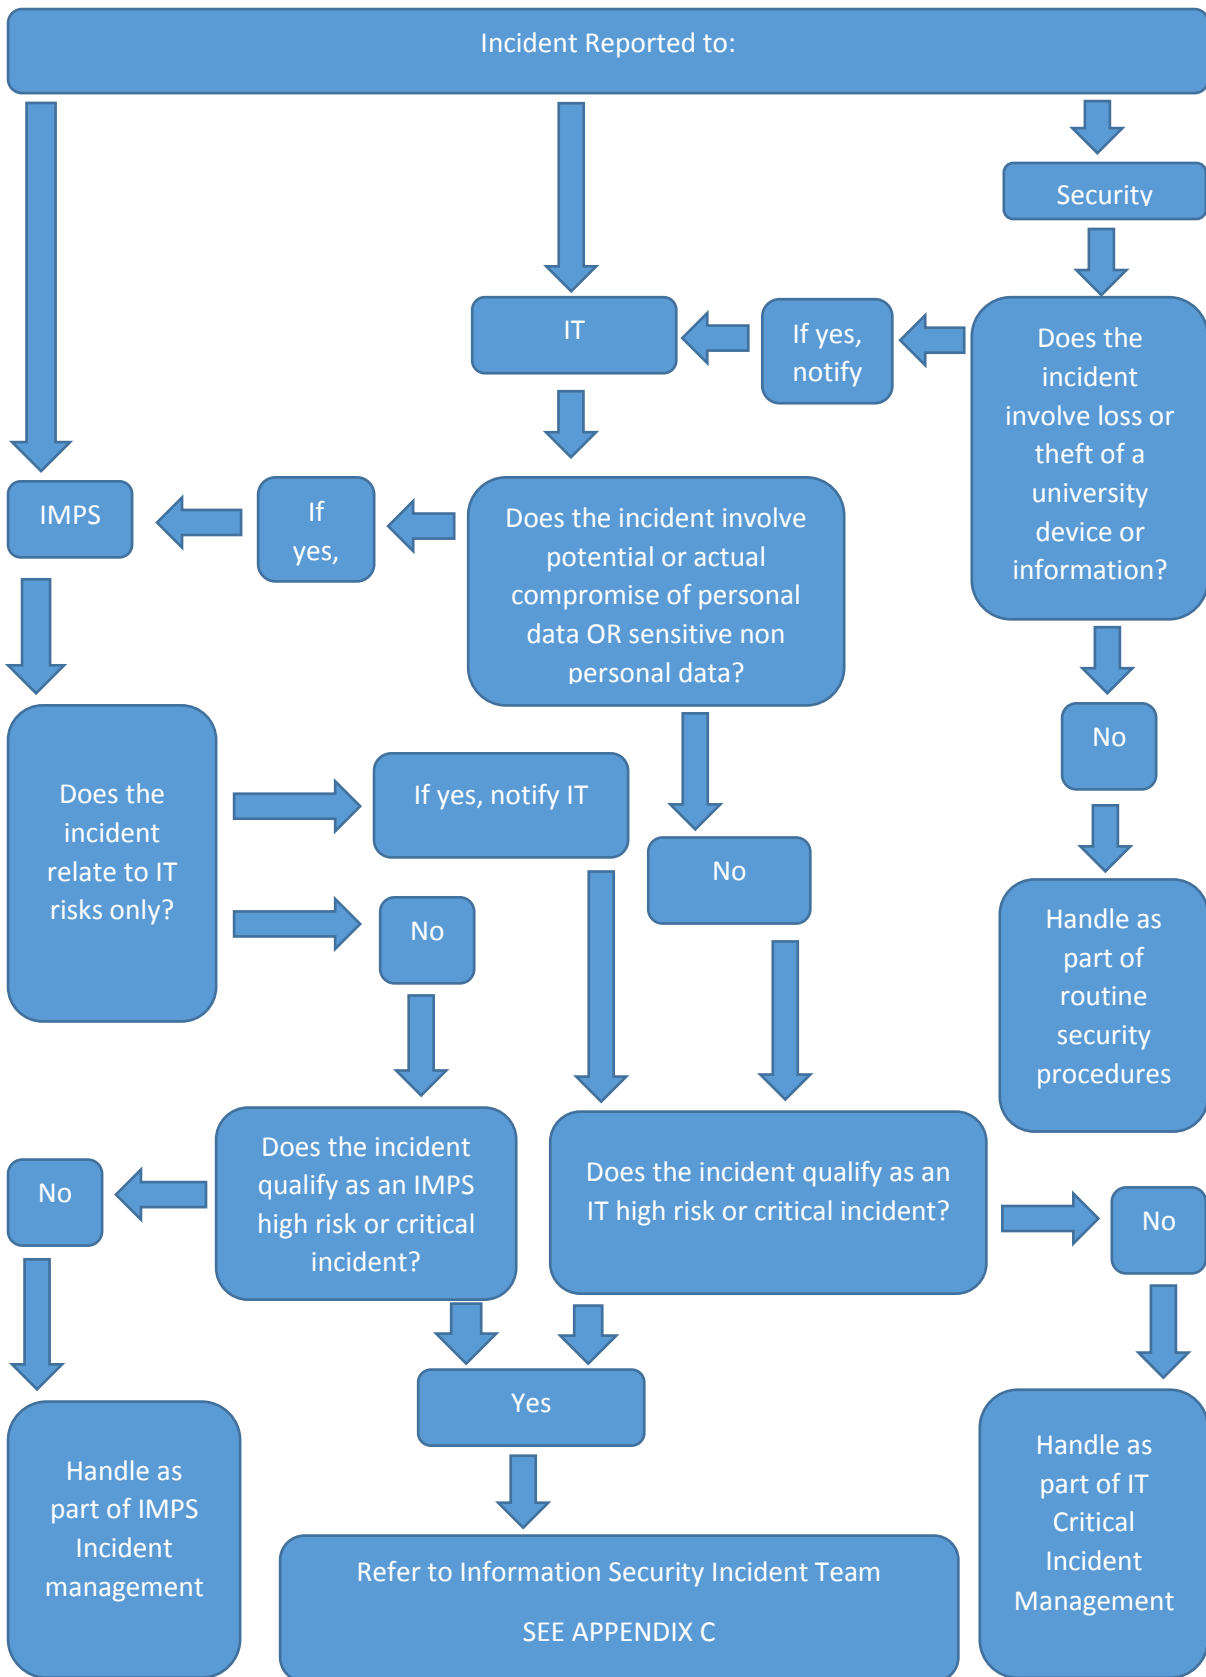 Incident Reported to:
Security
IT
If yes,
notify
Does the
incident
involve loss or
theft of a
university
device or
information?
IMPS
If
yes,
Does the incident involve
potential or actual
compromise of personal
data OR sensitive non
personal data?
No
Does the
incident
relate to IT
risks only?
If yes, notify IT
No
No
Handle as
part of
routine
security
procedures
No
Does the incident
qualify as an IMPS
high risk or critical
incident?
Does the incident qualify as an
IT high risk or critical incident?
No
Yes
Handle as
part of IMPS
Incident
management
Refer to Information Security Incident Team
SEE APPENDIX C
Handle as
part of IT
Critical
Incident
Management